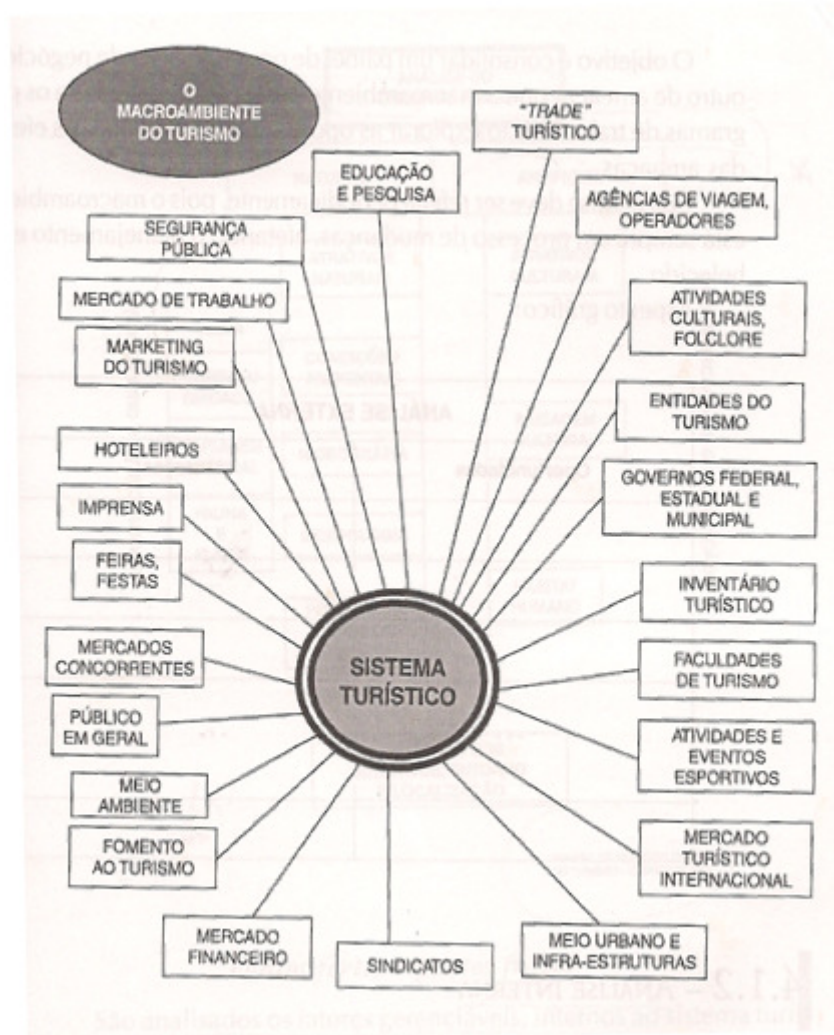 O
MACROAMBIENTE
DO TURISMO
"TRADE"
TURÍSTICO
EDUCAÇÃO
E PESQUISA
AGÊNCIAS DE VIAGEM,
OPERADORES
SEGURANÇA
PÚBLICA
MERCADO DE TRABALHO
ATIVIDADES
CULTURAIS,
FOLCLORE
MARKETING
DO TURISMO
ENTIDADES DO
TURISMO
HOTELEIROS
GOVERNOS FEDERAL,
ESTADUAL E
MUNICIPAL
IMPRENSA
FEIRAS,
FESTAS
INVENTÁRIO
TURÍSTICO
MERCADOS
CONCORRENTES
SISTEMA
TURÍSTICO
FACULDADES
DE TURISMO
PÚBLICO
EM GERAL
ATIVIDADES E
EVENTOS
ESPORTIVOS
MEIO
AMBIENTE
FOMENTO
AO TURISMO
MERCADO
TURÍSTICO
INTERNACIONAL
MERCADO
FINANCEIRO
SINDICATOS
MEIO URBANO E
INFRA-ESTRUTURAS